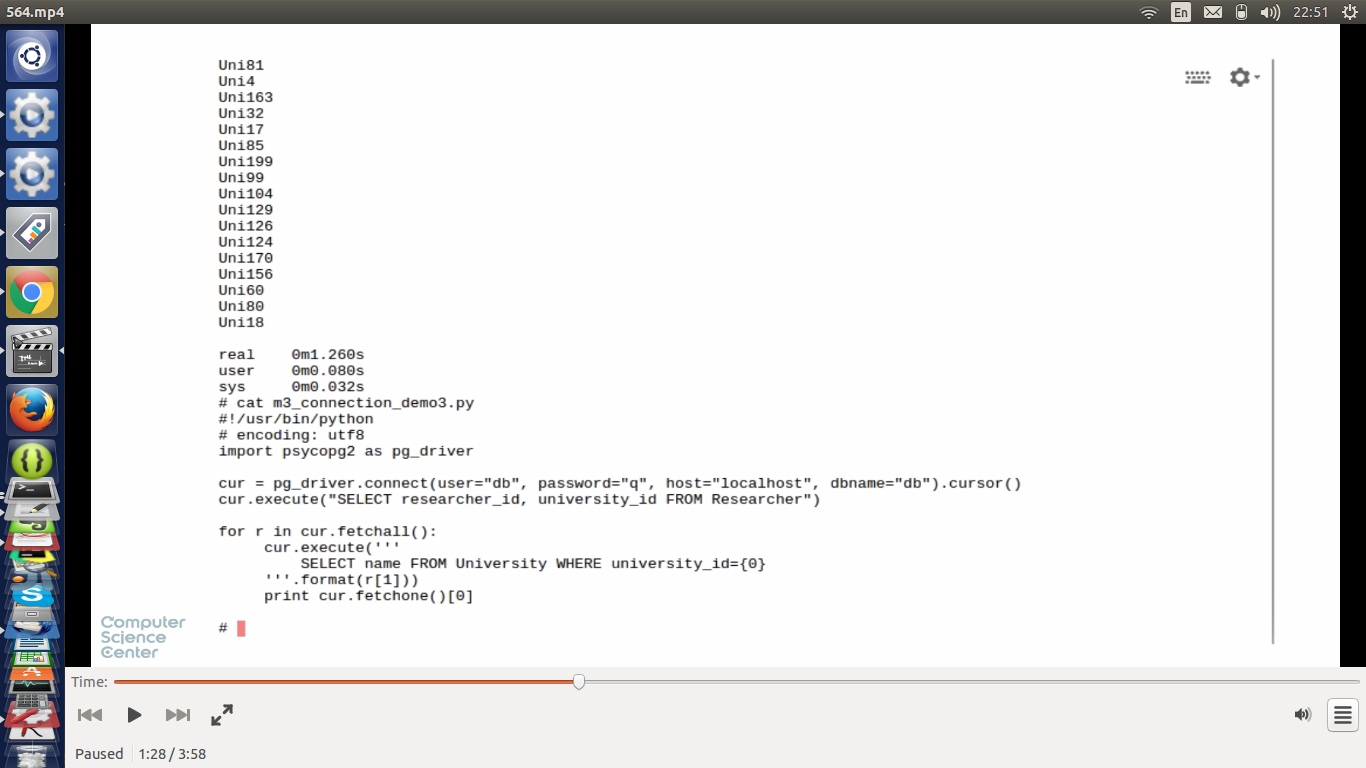 564.mp4
En
22:51
Uni81
Uni4
Uni163
Uni32
Uni17
Uni85
Uni199
Uni99
Uni104
Uni129
Uni126
Uni124
Uni170
Uni156
Uni60
Uni80
Uni18
real    0m1.260s
user    0m0.080s
sys     0m0.032s
# cat m3_connection_demo3.py
#!/usr/bin/python
# encoding: utf8
import psycopg2 as pg_driver
cur = pg_driver.connect(user="db", password="q", host="localhost", dbname="db").cursor()
cur.execute("SELECT researcher_id, university_id FROM Researcher")
for r in cur.fetchall():
     cur.execute('''
         SELECT name FROM University WHERE university_id={0}
     '''.format(r[1]))
     print cur.fetchone()[0]
#
Computer
Science
Center
Time:
Paused
1:28 / 3:58